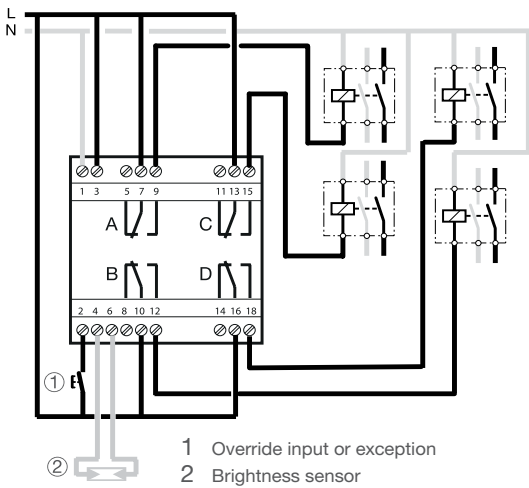 L
N
1 3 5 7 9 11 13 15
A C
B D
2 4 6 8 10 12 14 16 18
1
2
1 Override input or exception
2 Brightness sensor